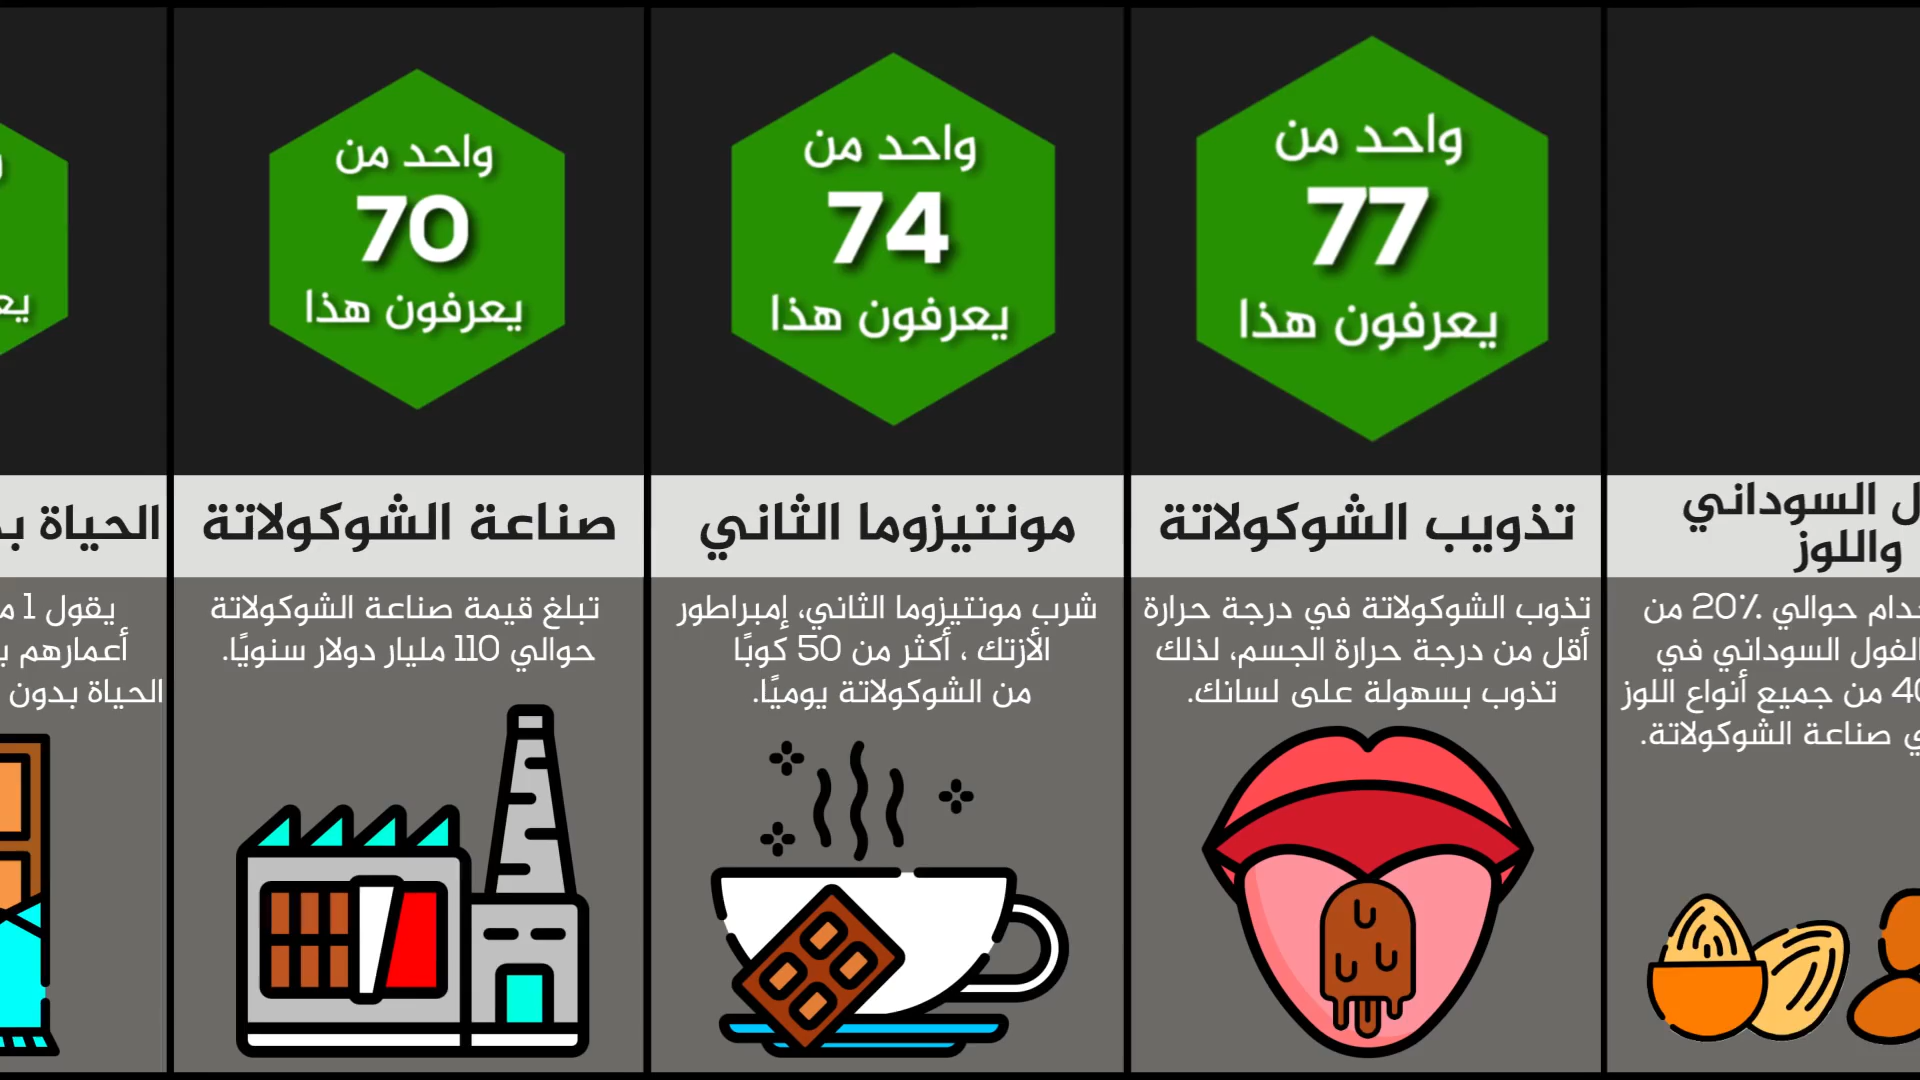 واحد من
70
يعرفون هذا
صناعة الشوكولاتة
تبلغ قيمة صناعة الشوكولاتة
حوالي 110 مليار دولار سنويًا.
واحد من
74
يعرفون هذا
مونتيزوما الثاني
شرب مونتيزوما الثاني، إمبراطور
الأزتك ، أكثر من 50 كوبًا
من الشوكولاتة يوميًا.
واحد من
77
يعرفون هذا
تذويب الشوكولاتة
تذوب الشوكولاتة في درجة حرارة
أقل من درجة حرارة الجسم، لذلك
تذوب بسهولة على لسانك.
الحياة
يقول 1
أعمارهم
الحياة بدون
السوداني
واللوز
حوالي 20٪ من
الفول السوداني في
من جميع أنواع اللوز
صناعة الشوكولاتة.